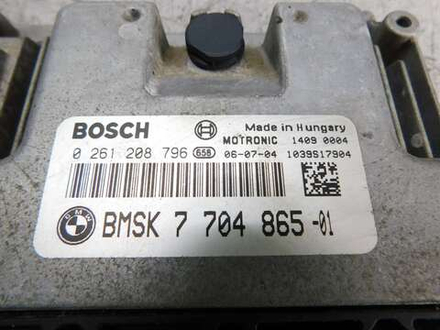 BOSCH
Made in Hungary
MOTRONIC 1409 0004
0 261 208 796 658 06-07-04 1039S17904
BMW
BMSK 7 704 865 -01